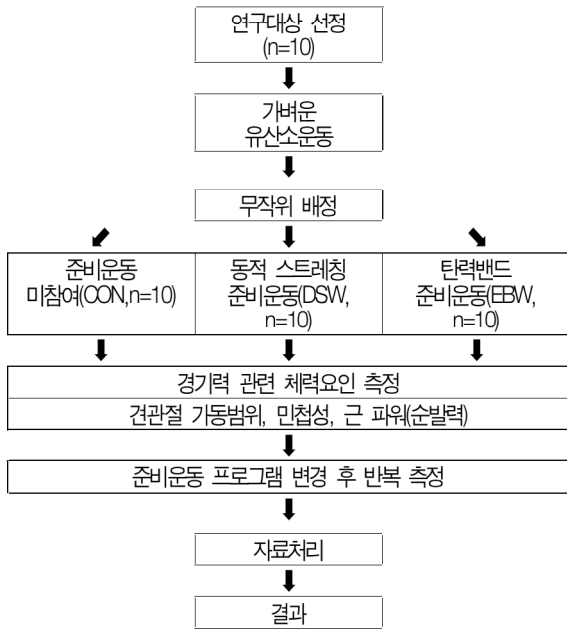 연구대상 선정
(n=10)
가벼운
유산소운동
무작위 배정
준비운동
미참여(CON,n=10)
동적 스트레칭
준비운동(DSW,
n=10)
탄력밴드
준비운동(EBW,
n=10)
경기력 관련 체력요인 측정
견관절 가동범위, 민첩성, 근 파워(순발력)
준비운동 프로그램 변경 후 반복 측정
자료처리
결과